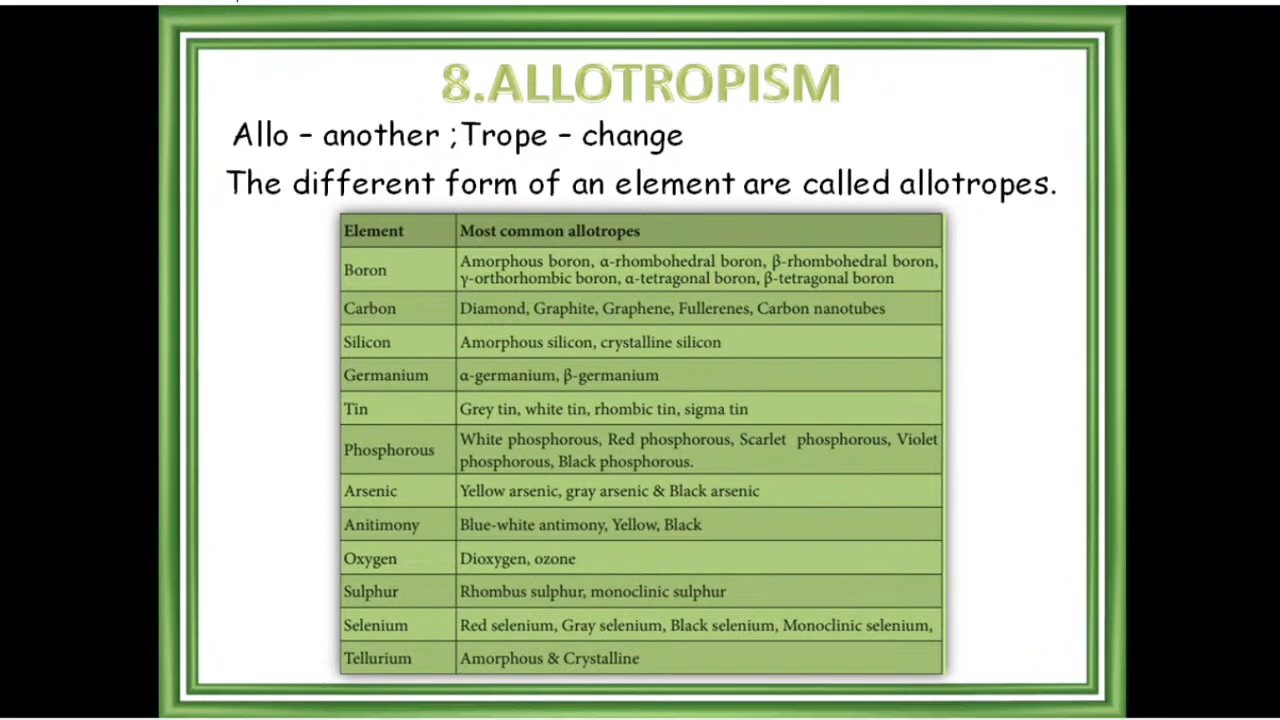 8.ALLOTROPISM
Allo – another ;Trope – change
The different form of an element are called allotropes.
Element Most common allotropes
Boron Amorphous boron, α-rhombohedral boron, β-rhombohedral boron,
γ-orthorhombic boron, α-tetragonal boron, β-tetragonal boron
Carbon Diamond, Graphite, Graphene, Fullerenes, Carbon nanotubes
Silicon Amorphous silicon, crystalline silicon
Germanium α-germanium, β-germanium
Tin Grey tin, white tin, rhombic tin, sigma tin
Phosphorous White phosphorous, Red phosphorous, Scarlet phosphorous, Violet
phosphorous, Black phosphorous.
Arsenic Yellow arsenic, gray arsenic & Black arsenic
Anitimony Blue-white antimony, Yellow, Black
Oxygen Dioxygen, ozone
Sulphur Rhombus sulphur, monoclinic sulphur
Selenium Red selenium, Gray selenium, Black selenium, Monoclinic selenium,
Tellurium Amorphous & Crystalline